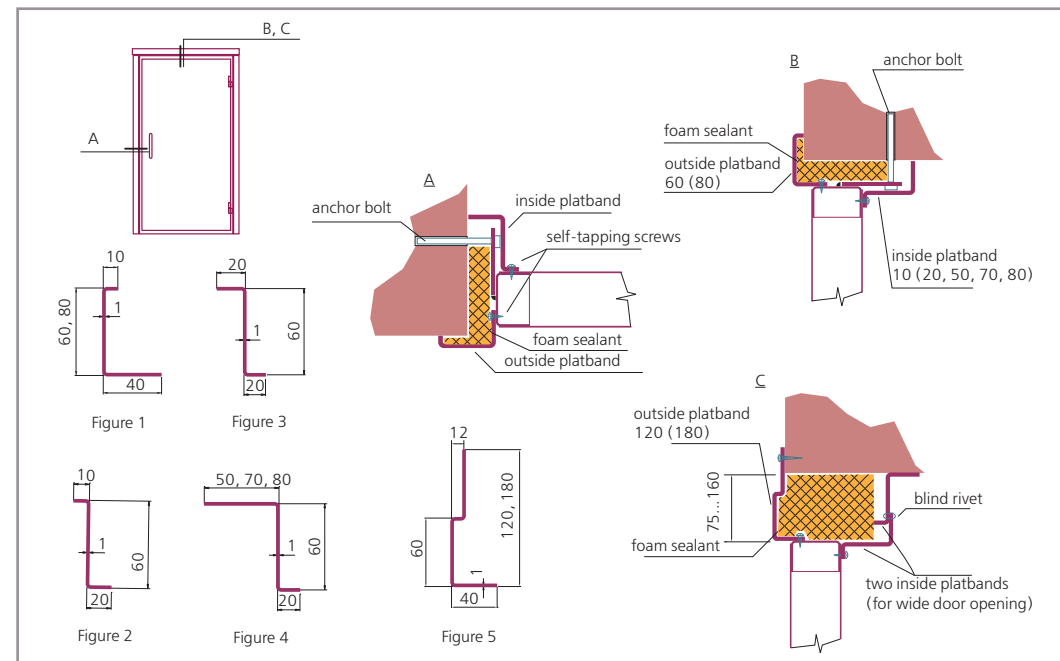 B, C
A
10
60, 80
1
40
Figure 1
20
1
60
20
Figure 3
10
1
60
20
Figure 2
50, 70, 80
1
60
20
Figure 4
12
120, 180
60
1
40
Figure 5
A
anchor bolt
inside platband
self-tapping screws
foam sealant
outside platband
B
anchor bolt
foam sealant
outside platband
60 (80)
inside platband
10 (20, 50, 70, 80)
C
outside platband
120 (180)
75...160
foam sealant
blind rivet
two inside platbands
(for wide door opening)